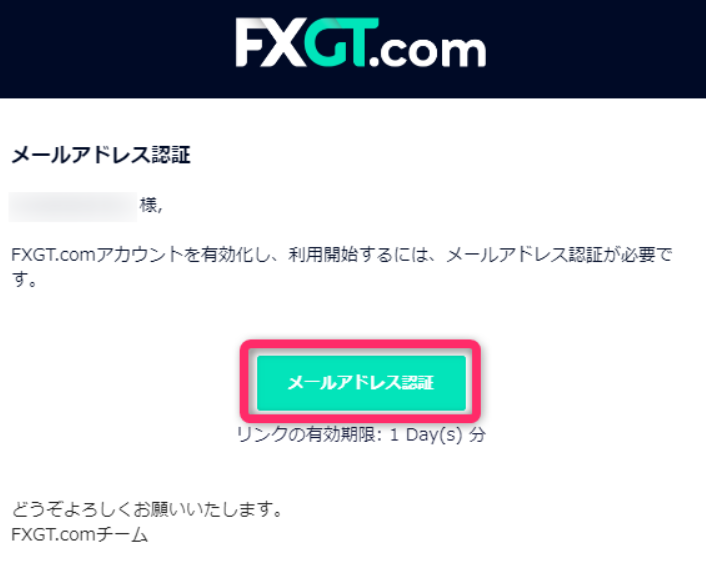 FXGT.com
メールアドレス認証
様,
FXGT.comアカウントを有効化し、利用開始するには、メールアドレス認証が必要で
す。
メールアドレス認証
リンクの有効期限: 1 Day(s) 分
どうぞよろしくお願いいたします。
FXGT.comチーム